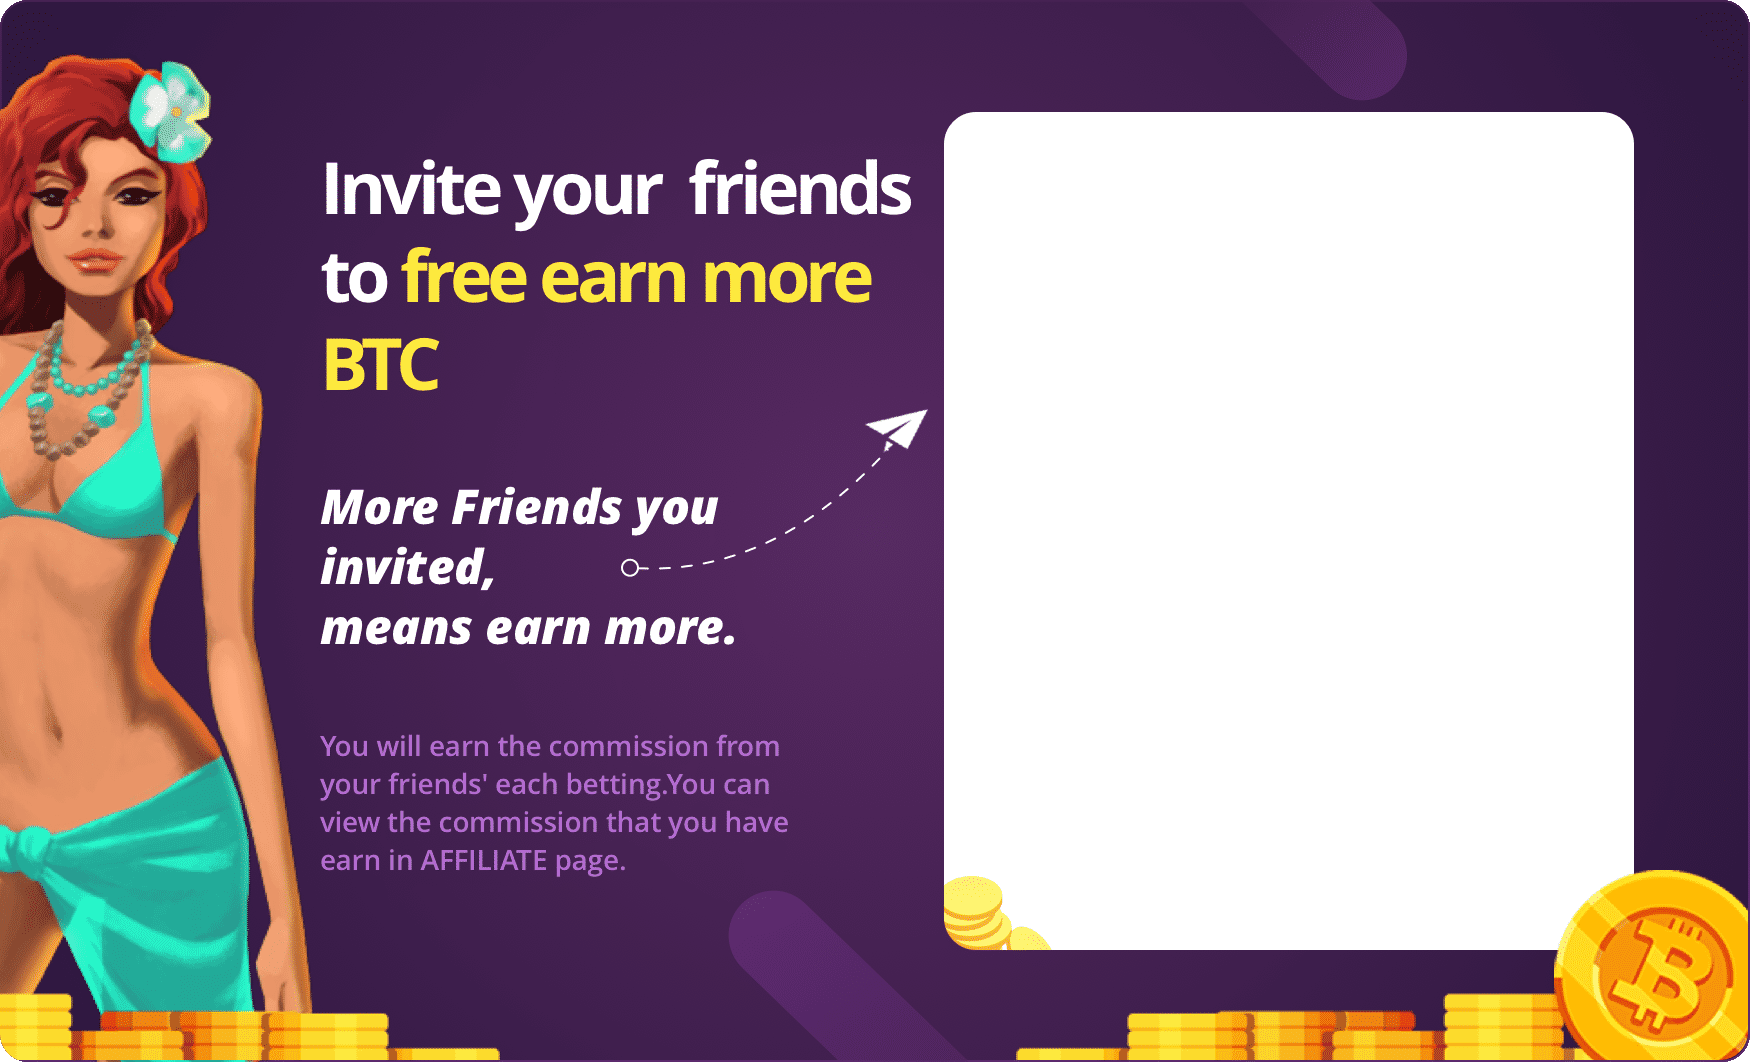 Invite your friends
to free earn more
BTC
More Friends you
invited,
means earn more.
You will earn the commission from
your friends' each betting.You can
view the commission that you have
earn in AFFILIATE page.